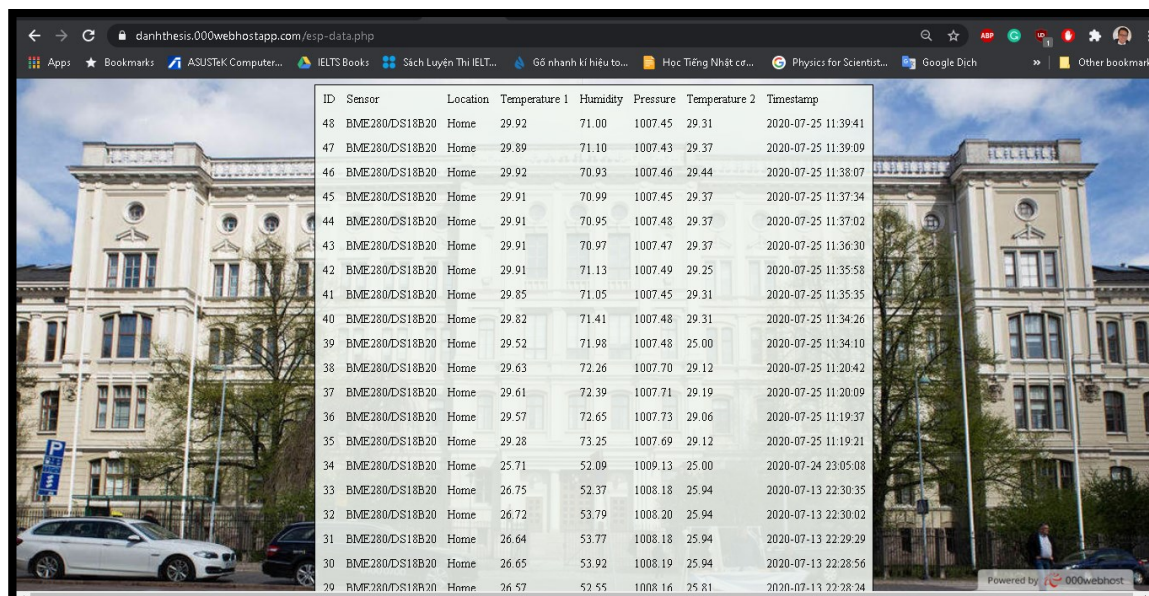 danhthesis.000webhostapp.com/esp-data.php
ABP
Apps Bookmarks ASUSTeK Computer... IELTS Books Sách Luyện Thi IELT... Gõ nhanh kí hiệu to... Học Tiếng Nhật cơ... Physics for Scientist... Google Dịch » Other bookmark
ID Sensor Location Temperature 1 Humidity Pressure Temperature 2 Timestamp
48 BME280/DS18B20 Home 29.92 71.00 1007.45 29.31 2020-07-25 11:39:41
47 BME280/DS18B20 Home 29.89 71.10 1007.43 29.37 2020-07-25 11:39:09
46 BME280/DS18B20 Home 29.92 70.93 1007.46 29.44 2020-07-25 11:38:07
45 BME280/DS18B20 Home 29.91 70.99 1007.45 29.37 2020-07-25 11:37:34
44 BME280/DS18B20 Home 29.91 70.95 1007.48 29.37 2020-07-25 11:37:02
43 BME280/DS18B20 Home 29.91 70.97 1007.47 29.37 2020-07-25 11:36:30
42 BME280/DS18B20 Home 29.91 71.13 1007.49 29.25 2020-07-25 11:35:58
41 BME280/DS18B20 Home 29.85 71.05 1007.45 29.31 2020-07-25 11:35:35
40 BME280/DS18B20 Home 29.82 71.41 1007.48 29.31 2020-07-25 11:34:26
39 BME280/DS18B20 Home 29.52 71.98 1007.48 25.00 2020-07-25 11:34:10
38 BME280/DS18B20 Home 29.63 72.26 1007.70 29.12 2020-07-25 11:20:42
37 BME280/DS18B20 Home 29.61 72.39 1007.71 29.19 2020-07-25 11:20:09
36 BME280/DS18B20 Home 29.57 72.65 1007.73 29.06 2020-07-25 11:19:37
35 BME280/DS18B20 Home 29.28 73.25 1007.69 29.12 2020-07-25 11:19:21
34 BME280/DS18B20 Home 25.71 52.09 1009.13 25.00 2020-07-24 23:05:08
33 BME280/DS18B20 Home 26.75 52.37 1008.18 25.94 2020-07-13 22:30:35
32 BME280/DS18B20 Home 26.72 53.79 1008.20 25.94 2020-07-13 22:30:02
31 BME280/DS18B20 Home 26.64 53.77 1008.18 25.94 2020-07-13 22:29:29
30 BME280/DS18B20 Home 26.65 53.92 1008.19 25.94 2020-07-13 22:28:56
29 BME280/DS18B20 Home 26.57 52.55 1008.16 25.81 2020-07-13 22:28:24
P
Powered by 000webhost